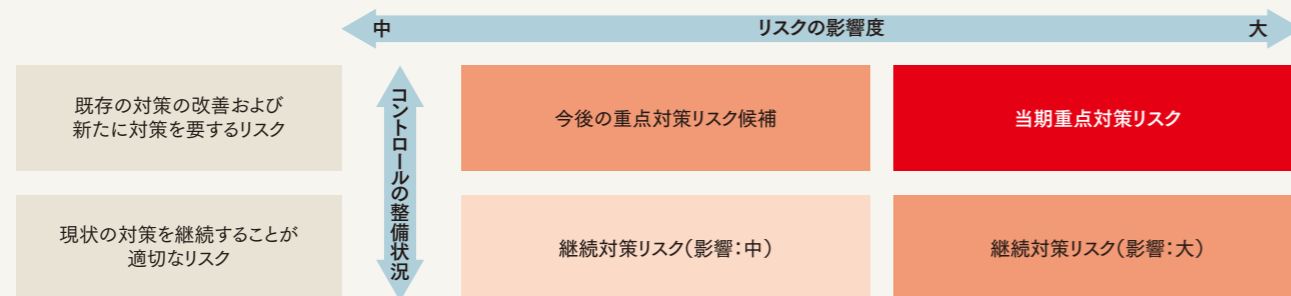 中
リスクの影響度
大
既存の対策の改善および
新たに対策を要するリスク
コントロールの整備状況
今後の重点対策リスク候補
当期重点対策リスク
現状の対策を継続することが
適切なリスク
継続対策リスク(影響:中)
継続対策リスク(影響:大)